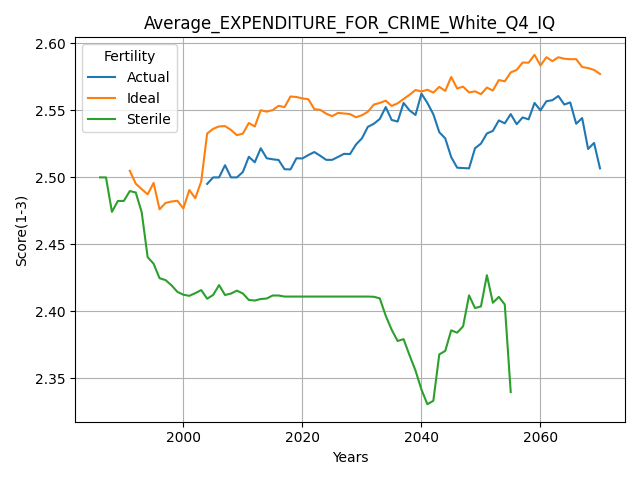 Average_EXPENDITURE_FOR_CRIME_White_Q4_IQ
Fertility
Actual
Ideal
Sterile
Score(1-3)
2.60
2.55
2.50
2.45
2.40
2.35
2000
2020
2040
2060
Years